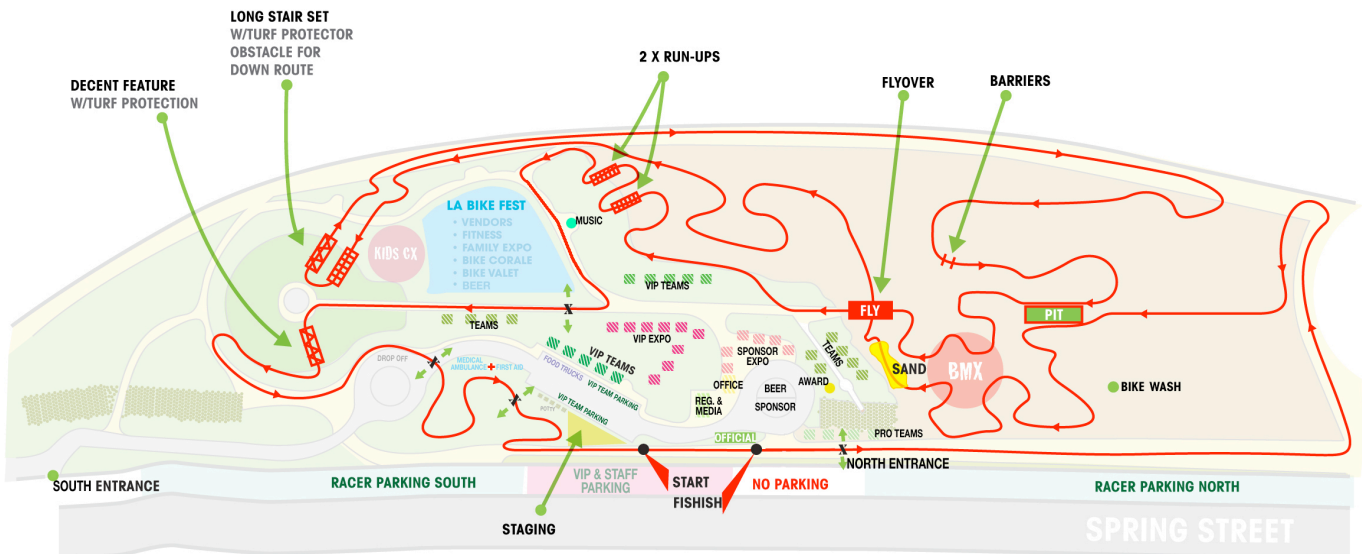 LONG STAIR SET
W/TURF PROTECTOR
OBSTACLE FOR
DOWN ROUTE
2 X RUN-UPS
DECENT FEATURE
W/TURF PROTECTION
FLYOVER
BARRIERS
LA BIKE FEST
• VENDORS
• FITNESS
• FAMILY EXPO
• BIKE CORALE
• BIKE VALET
• BEER
KIDS CX
MUSIC
VIP TEAMS
FLY
PIT
X
TEAMS
VIP EXPO
VIP TEAMS
SPONSOR
EXPO
TEAMS
SAND
BMX
DROP OFF
X
MEDICAL
AMBULANCE + FIRST AID
FOOD TRUCKS
VIP TEAM PARKING
OFFICE
BEER
SPONSOR
AWARD
BIKE WASH
X
POTTY
VIP TEAM PARKING
REG. &
MEDIA
OFFICIAL
PRO TEAMS
X
NORTH ENTRANCE
SOUTH ENTRANCE
RACER PARKING SOUTH
VIP & STAFF
PARKING
START
FISHISH
NO PARKING
RACER PARKING NORTH
STAGING
SPRING STREET